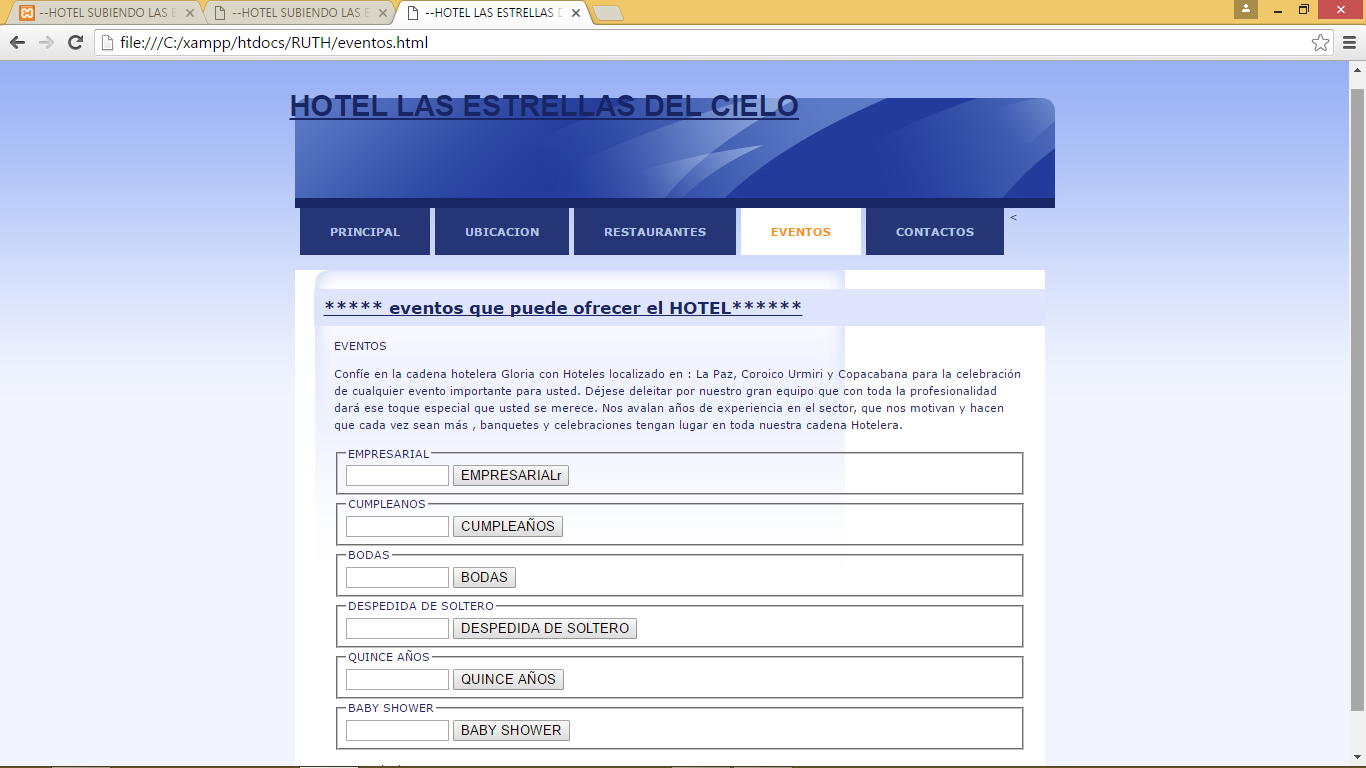 --HOTEL SUBIENDO LAS E
--HOTEL SUBIENDO LAS E
--HOTEL LAS ESTRELLAS D
file:///C:/xampp/htdocs/RUTH/eventos.html
HOTEL LAS ESTRELLAS DEL CIELO
PRINCIPAL
UBICACION
RESTAURANTES
EVENTOS
CONTACTOS
<
***** eventos que puede ofrecer el HOTEL******
EVENTOS
Confíe en la cadena hotelera Gloria con Hoteles localizado en : La Paz, Coroico Urmiri y Copacabana para la celebración
de cualquier evento importante para usted. Déjese deleitar por nuestro gran equipo que con toda la profesionalidad
dará ese toque especial que usted se merece. Nos avalan años de experiencia en el sector, que nos motivan y hacen
que cada vez sean más , banquetes y celebraciones tengan lugar en toda nuestra cadena Hotelera.
EMPRESARIAL
EMPRESARIALr
CUMPLEANOS
CUMPLEAÑOS
BODAS
BODAS
DESPEDIDA DE SOLTERO
DESPEDIDA DE SOLTERO
QUINCE AÑOS
QUINCE AÑOS
BABY SHOWER
BABY SHOWER